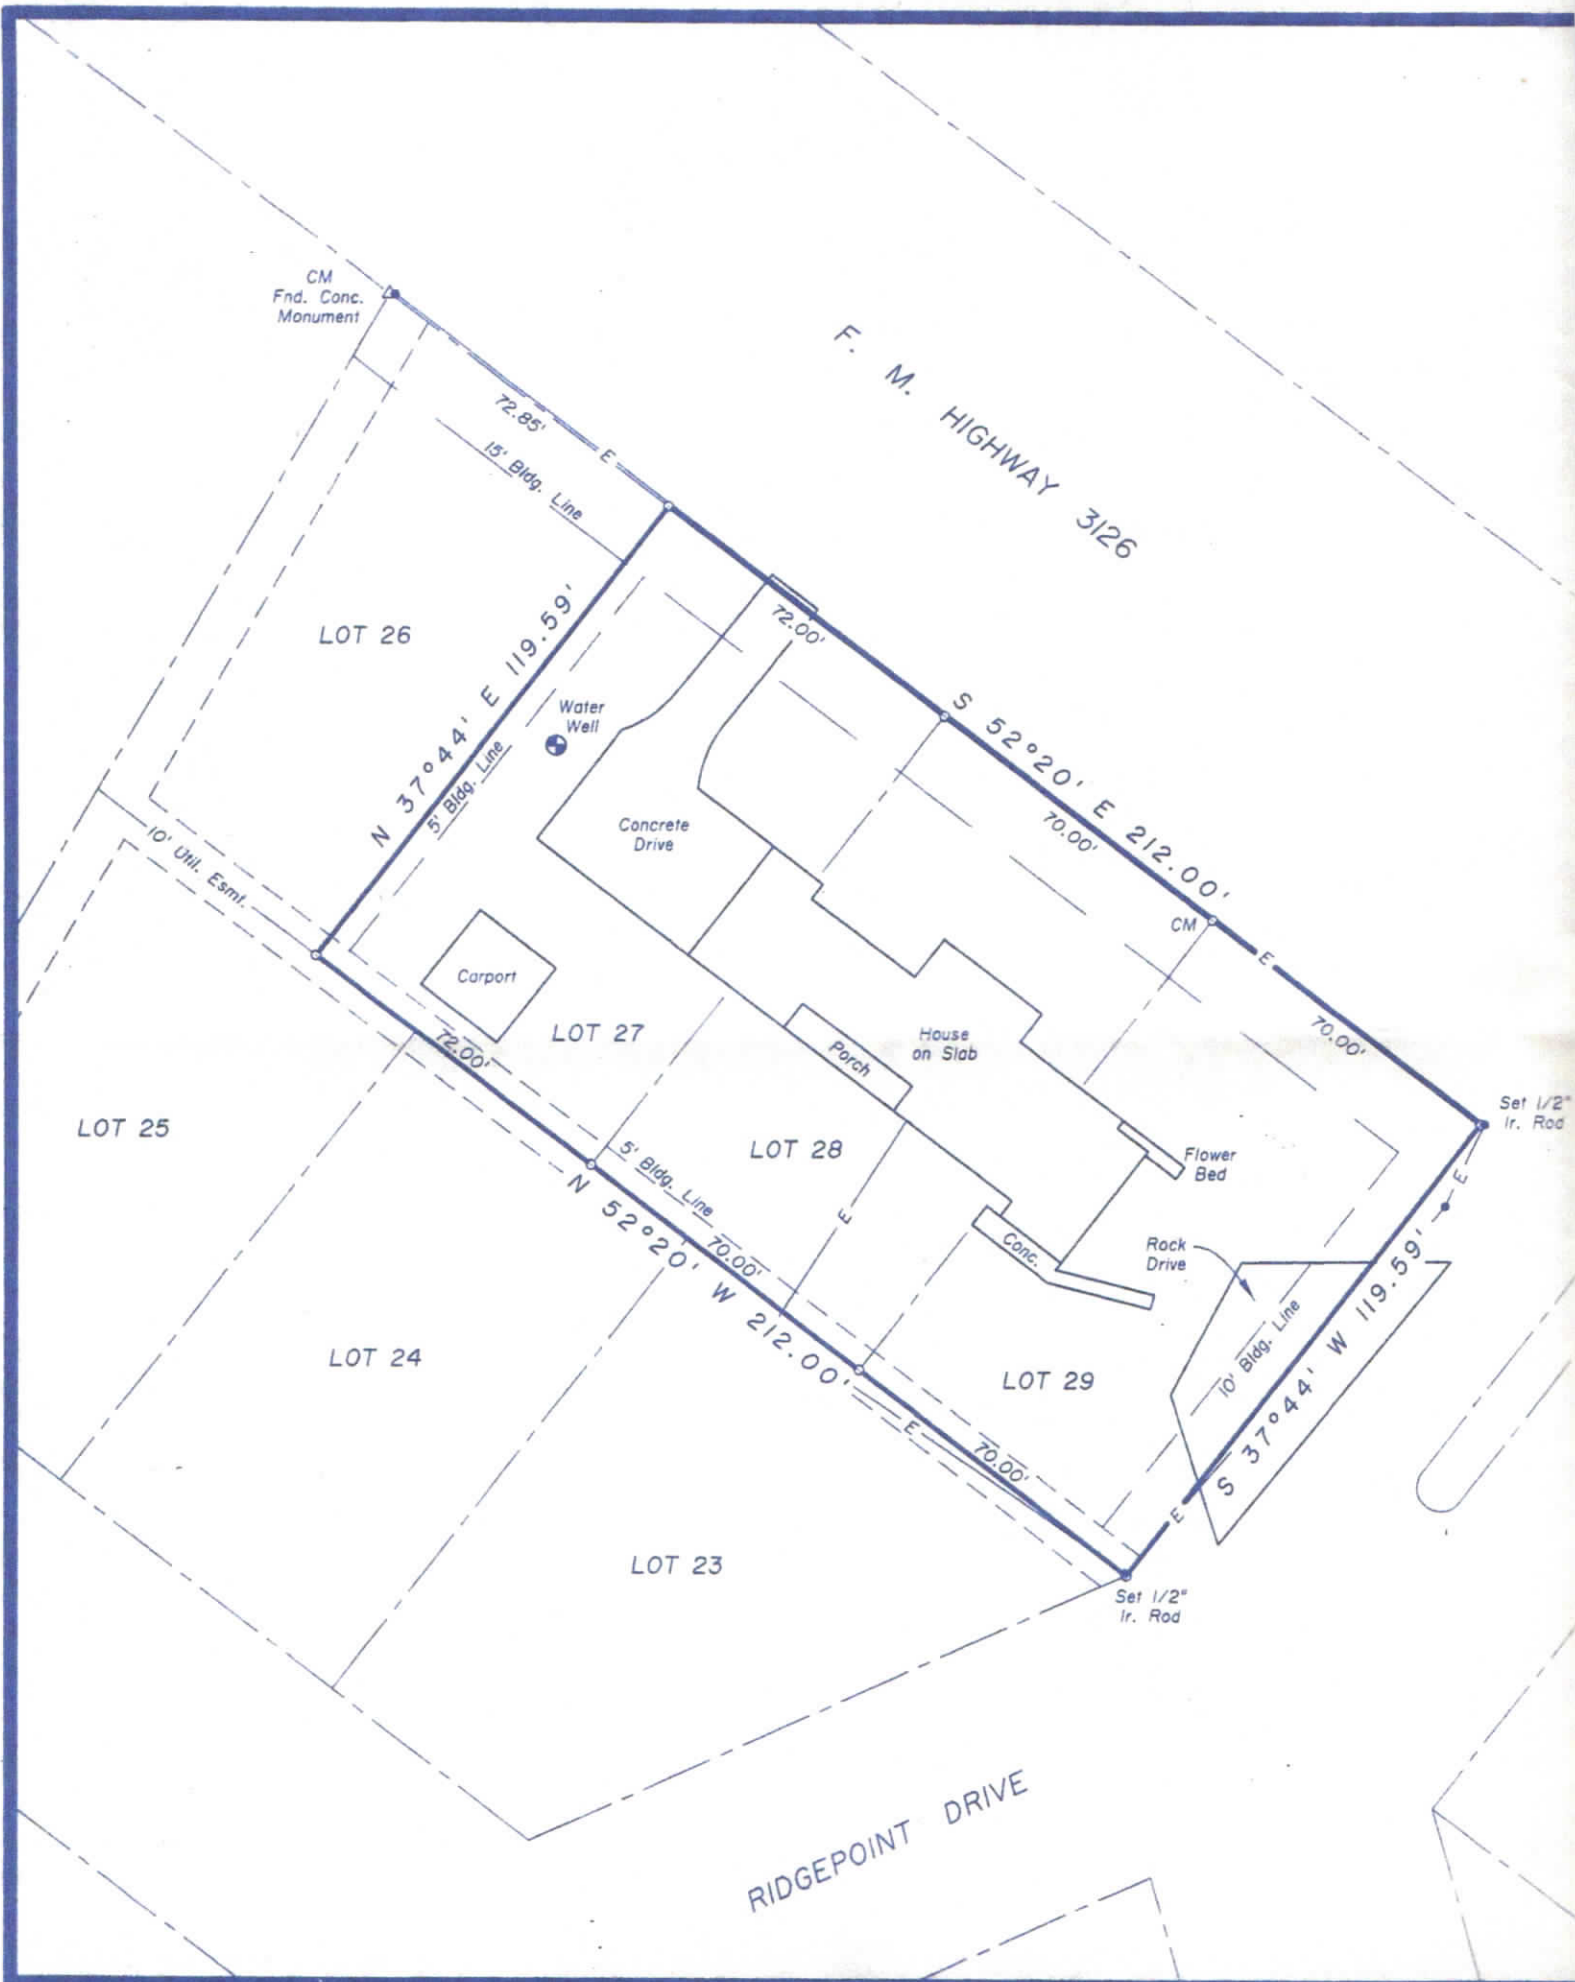 CM
Fnd. Conc.
Monument
F. M. HIGHWAY 3126
72.85'
E
15' Bldg. Line
LOT 26
N 37°44' E 119.59'
72.00'
Water
Well
5' Bldg. Line
S 52°20' E 212.00'
Concrete
Drive
70.00'
10' Util. Esmt.
CM
E
Carport
70.00'
LOT 27
House
on Slab
72.00'
Porch
Set 1/2"
Ir. Rod
LOT 25
LOT 28
Flower
Bed
E
5' Bldg. Line
E
N 52°20' W 212.00'
70.00'
Conc.
Rock
Drive
S 37°44' W 119.59'
10' Bldg. Line
LOT 24
LOT 29
E
70.00'
E
LOT 23
Set 1/2"
Ir. Rod
RIDGEPOINT DRIVE